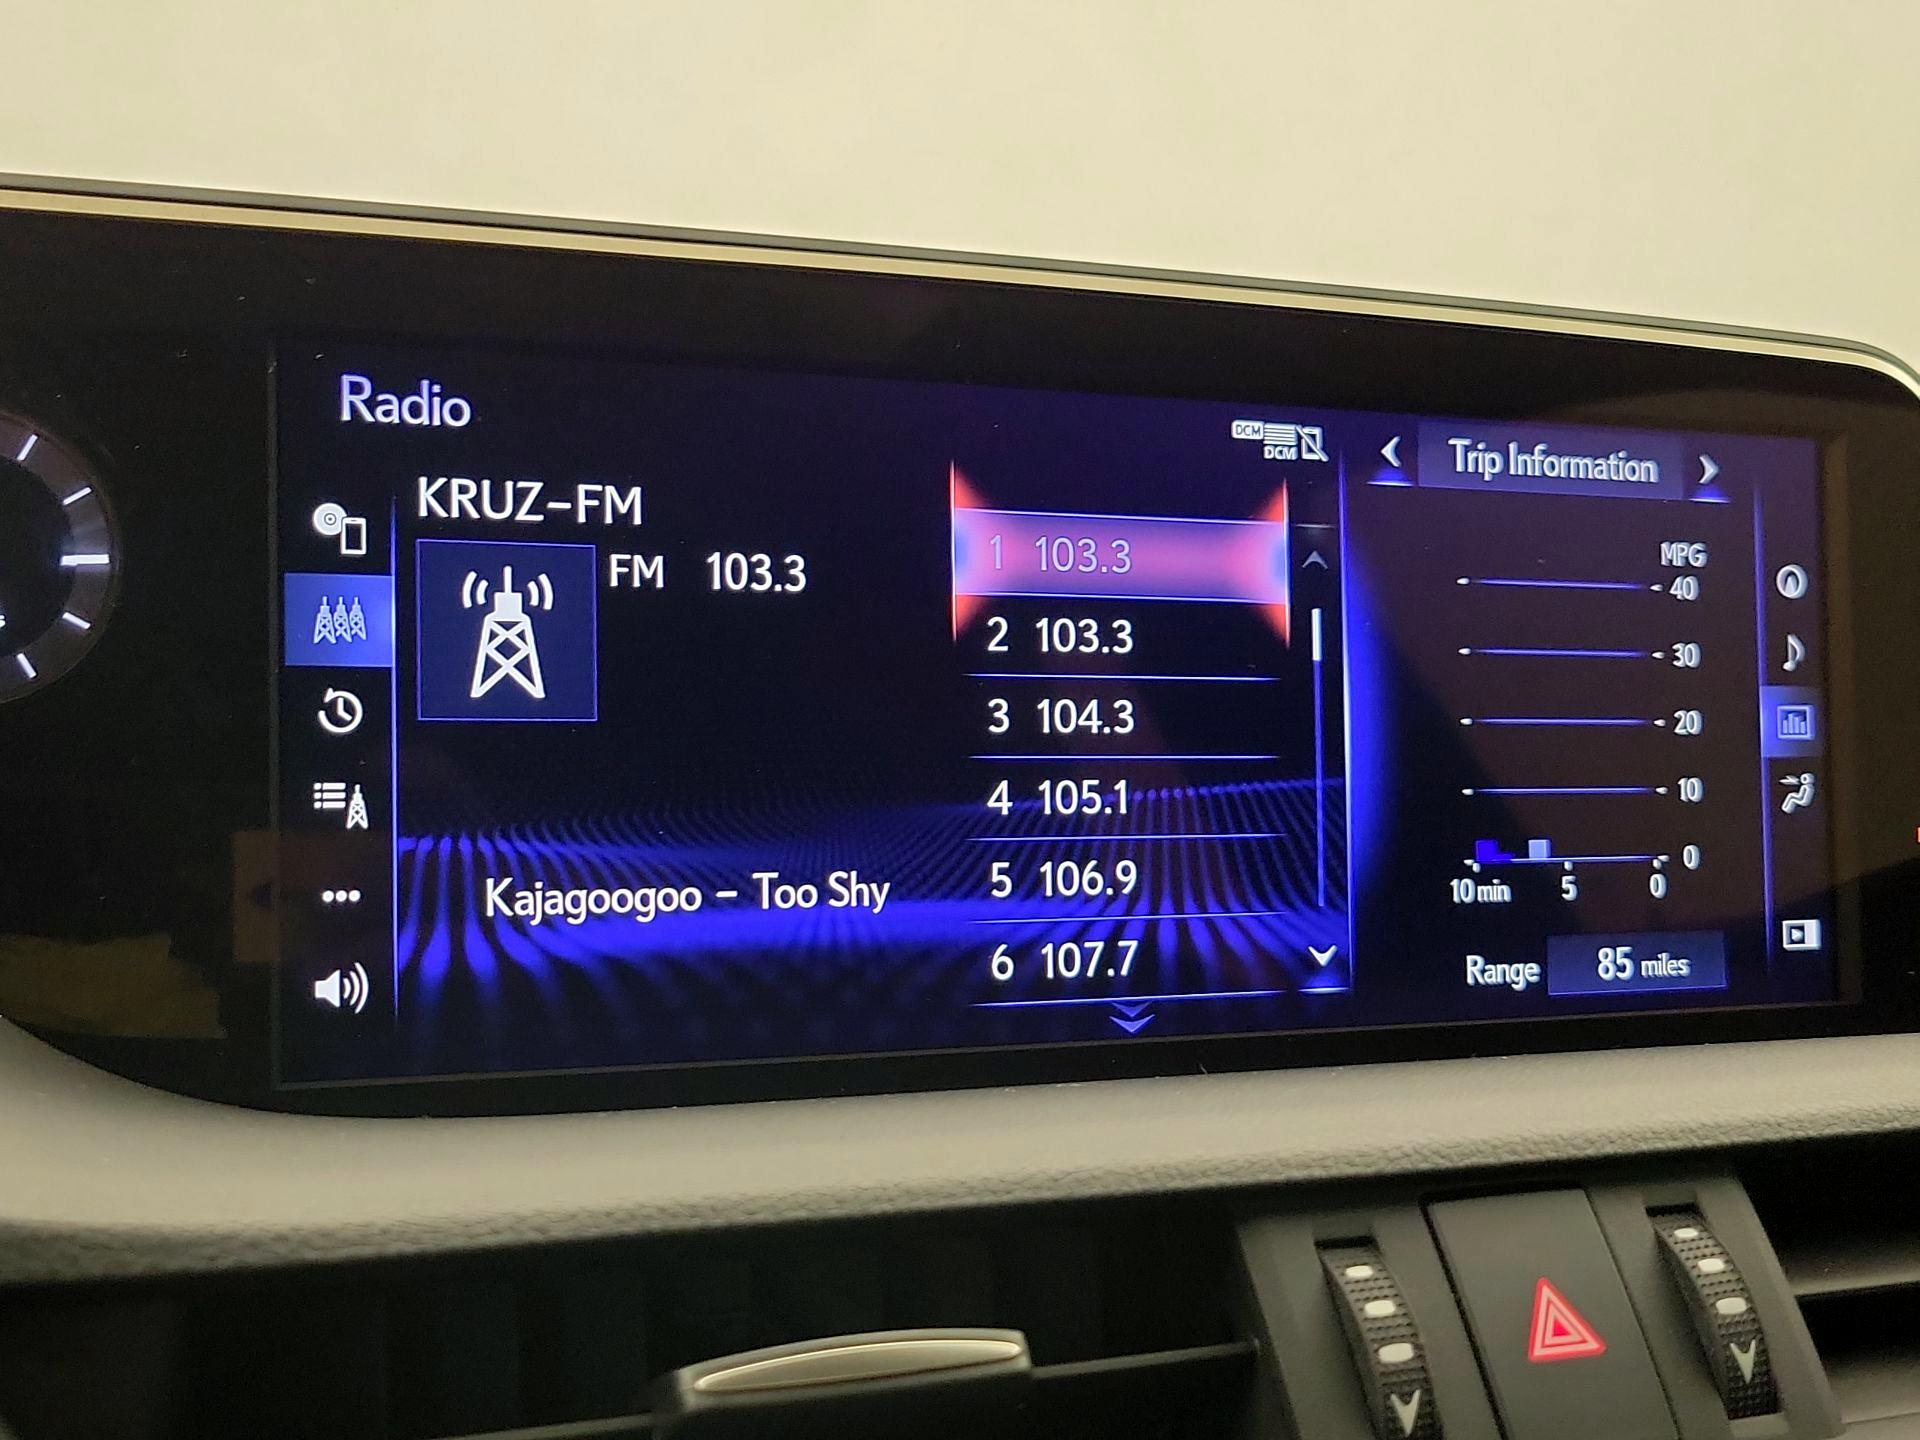 Radio
DCM
DCM
KRUZ-FM
FM 103.3
Kajagoogoo - Too Shy
1 103.3
2 103.3
3 104.3
4 105.1
5 106.9
6 107.7
Trip Information
MPG
40
30
20
10
0
10 min 5 0
Range 85 miles